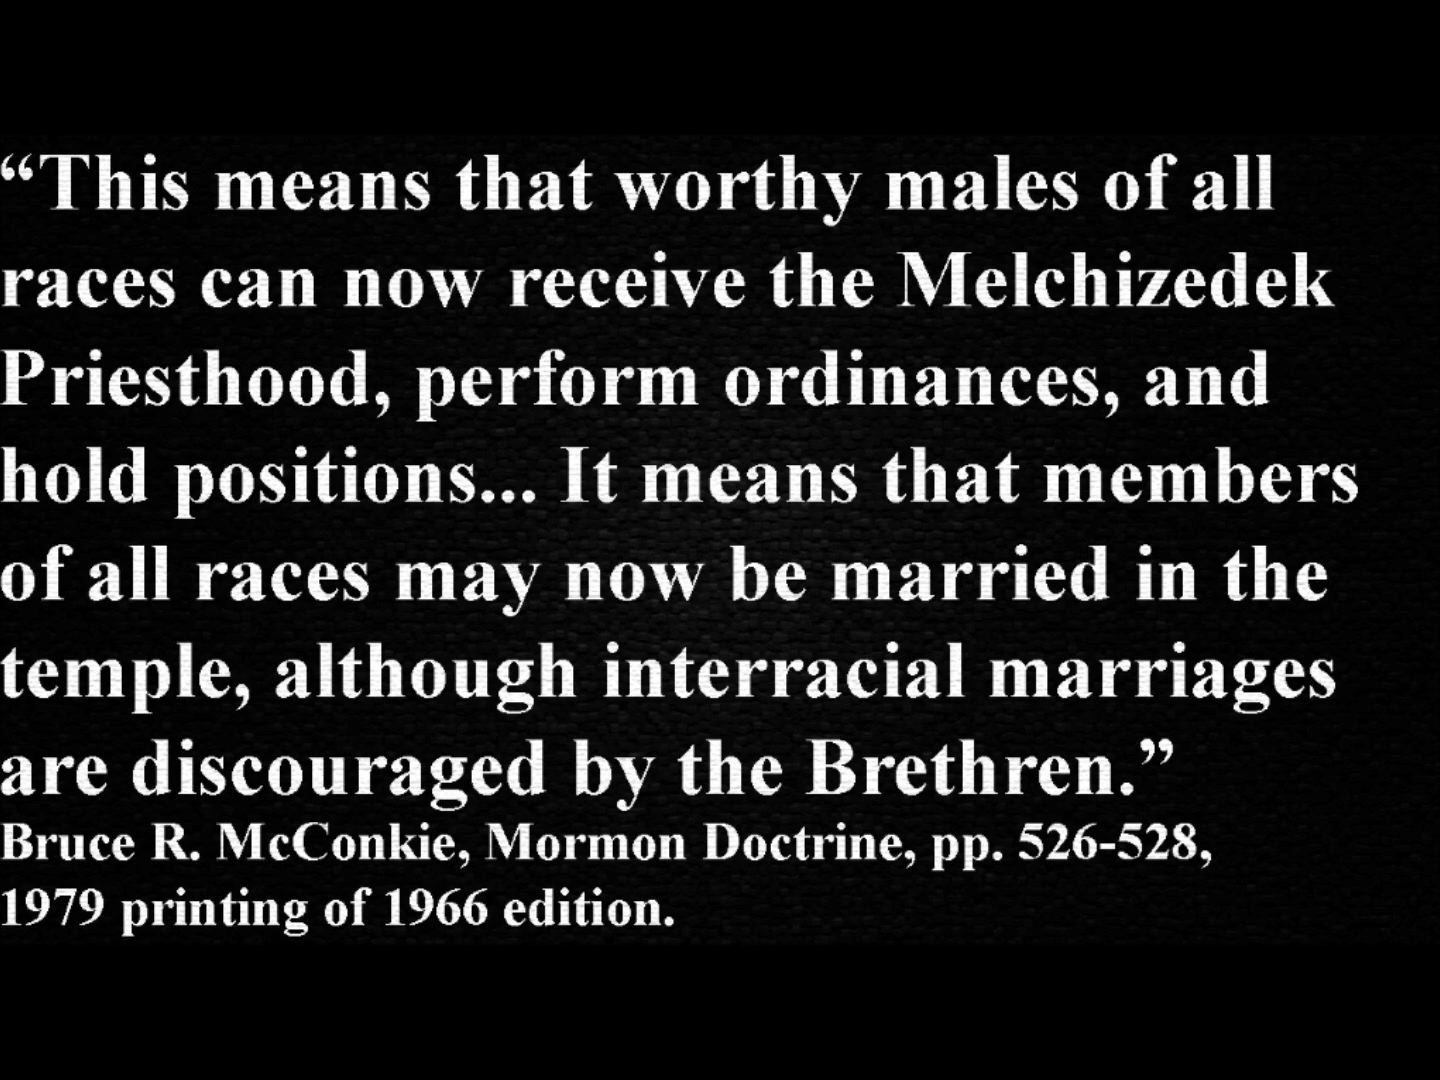 “This means that worthy males of all
races can now receive the Melchizedek
Priesthood, perform ordinances, and
hold positions... It means that members
of all races may now be married in the
temple, although interracial marriages
are discouraged by the Brethren.”
Bruce R. McConkie, Mormon Doctrine, pp. 526-528,
1979 printing of 1966 edition.